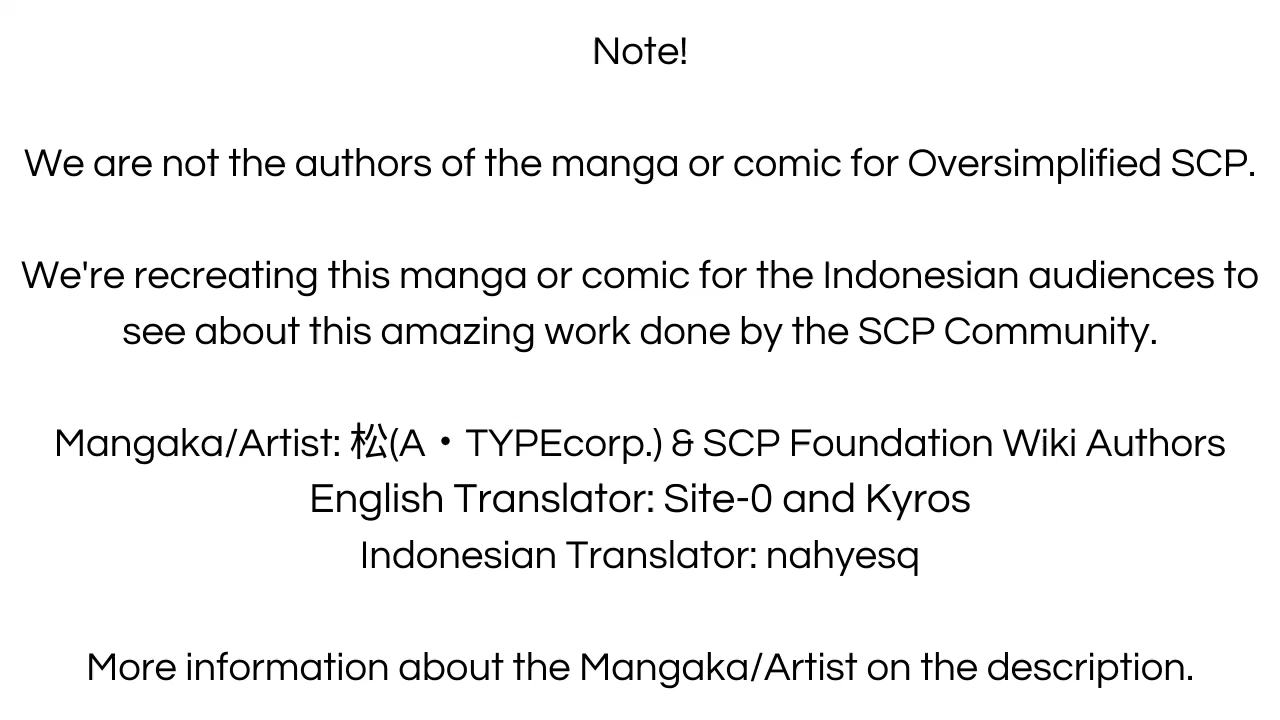 Note!
We are not the authors of the manga or comic for Oversimplified SCP.
We're recreating this manga or comic for the Indonesian audiences to
see about this amazing work done by the SCP Community.
Mangaka/Artist: 松(A・TYPEcorp.) & SCP Foundation Wiki Authors
English Translator: Site-0 and Kyros
Indonesian Translator: nahyesq
More information about the Mangaka/Artist on the description.